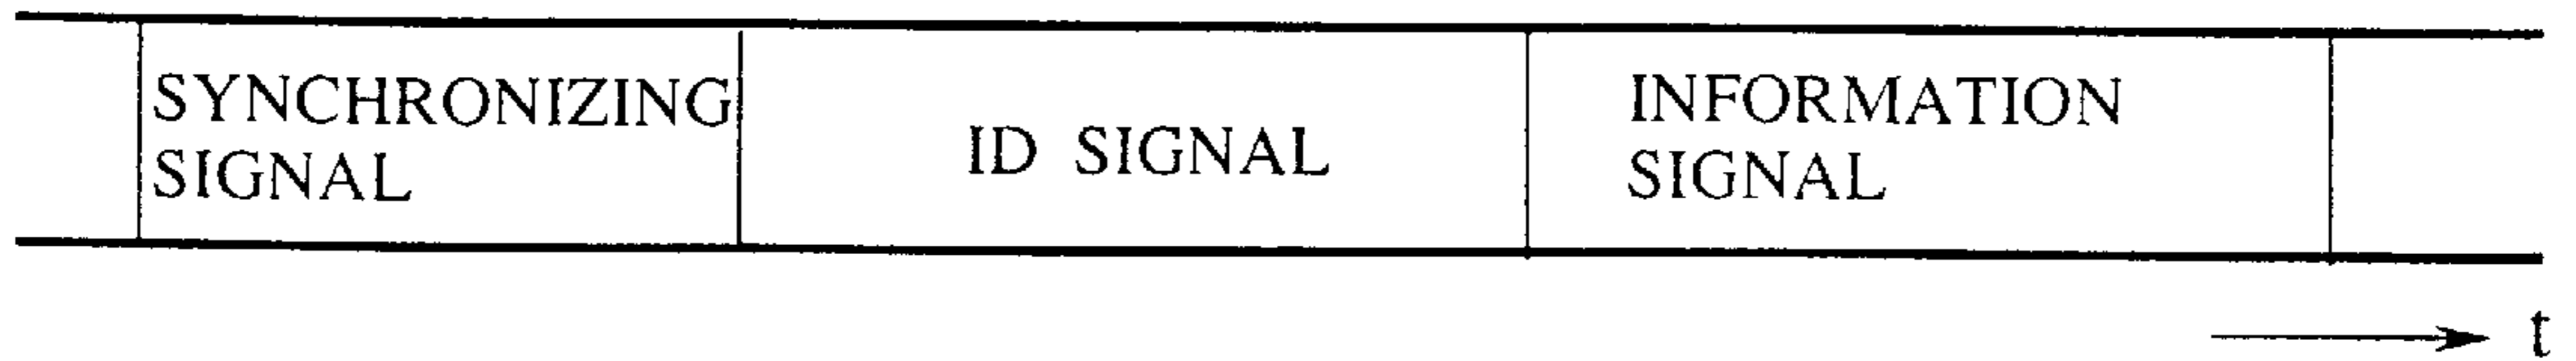 SYNCHRONIZING
SIGNAL
ID SIGNAL
INFORMATION
SIGNAL
t